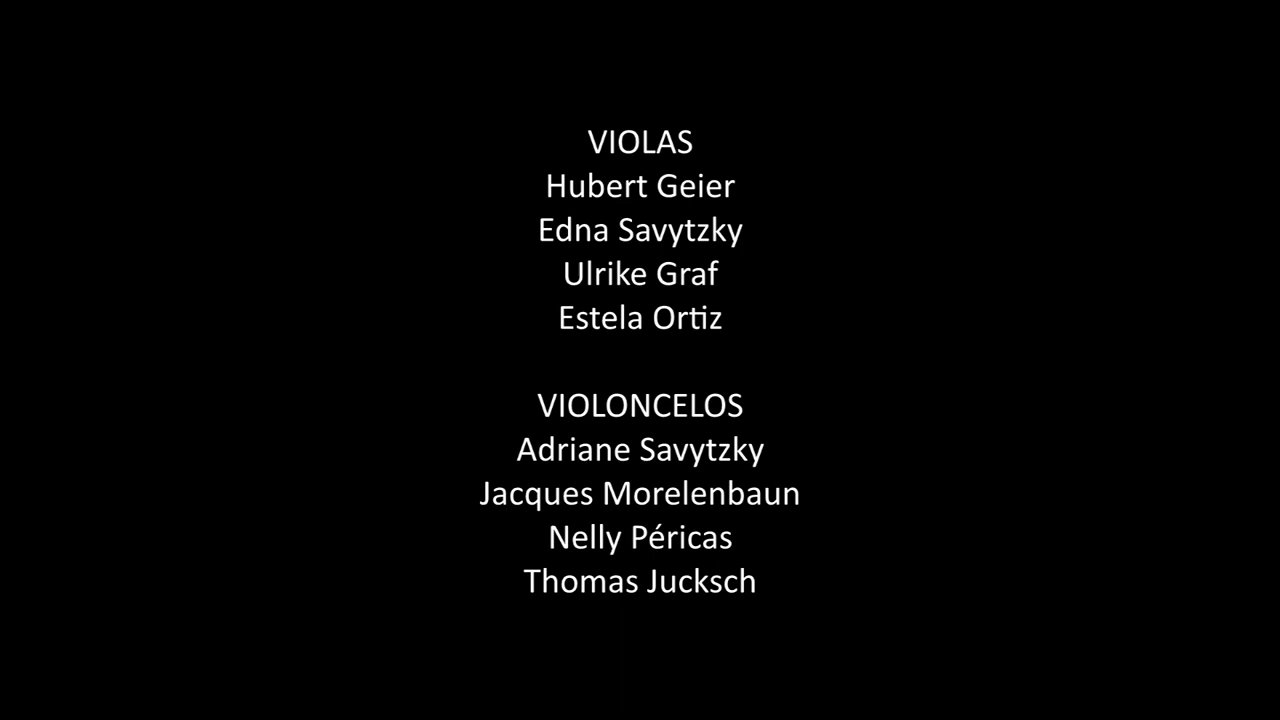 VIOLAS
Hubert Geier
Edna Savytzky
Ulrike Graf
Estela Ortiz
VIOLONCELOS
Adriane Savytzky
Jacques Morelenbaun
Nelly Péricas
Thomas Jucksch